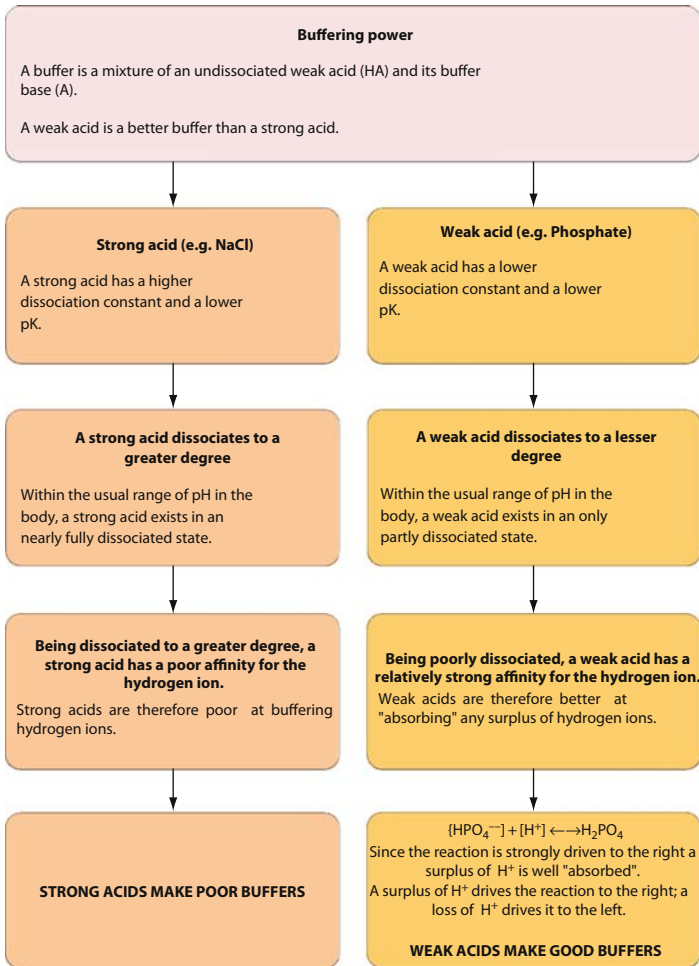 Buffering power
A buffer is a mixture of an undissociated weak acid (HA) and its buffer
base (A).
A weak acid is a better buffer than a strong acid.
Strong acid (e.g. NaCl)
A strong acid has a higher
dissociation constant and a lower
pK.
A strong acid dissociates to a
greater degree
Within the usual range of pH in the
body, a strong acid exists in an
nearly fully dissociated state.
Being dissociated to a greater degree, a
strong acid has a poor affinity for the
hydrogen ion.
Strong acids are therefore poor at buffering
hydrogen ions.
STRONG ACIDS MAKE POOR BUFFERS
Weak acid (e.g. Phosphate)
A weak acid has a lower
dissociation constant and a lower
pK.
A weak acid dissociates to a lesser
degree
Within the usual range of pH in the
body, a weak acid exists in an only
partly dissociated state.
Being poorly dissociated, a weak acid has a
relatively strong affinity for the hydrogen ion.
Weak acids are therefore better at
"absorbing" any surplus of hydrogen ions.
{HPO₄⁻⁻] + [H⁺] ←→H₂PO₄
Since the reaction is strongly driven to the right a
surplus of H⁺ is well "absorbed".
A surplus of H⁺ drives the reaction to the right; a
loss of H⁺ drives it to the left.
WEAK ACIDS MAKE GOOD BUFFERS